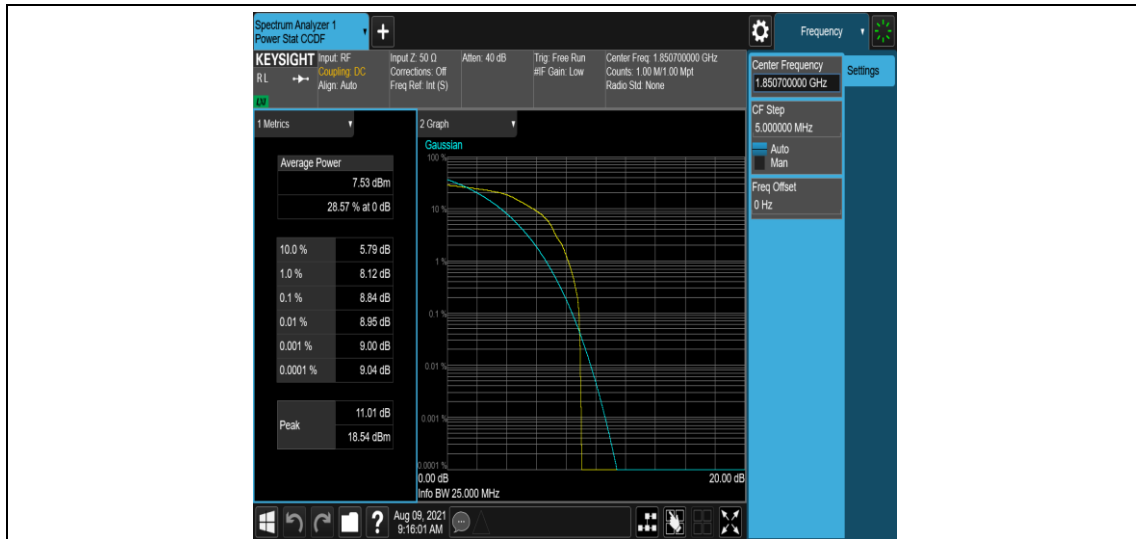 Spectrum Analyzer 1
Power Stat CCDF
+
Frequency
KEYSIGHT
RL
LXI
Input: RF
Coupling: DC
Align: Auto
Input Z: 50 Ω
Corrections: Off
Freq Ref: Int (S)
Atten: 40 dB
Trig: Free Run
#IF Gain: Low
Center Freq: 1.850700000 GHz
Counts: 1.00 M/1.00 Mpt
Radio Std: None
Center Frequency
1.850700000 GHz
Settings
CF Step
5.000000 MHz
Auto
Man
Freq Offset
0 Hz
1 Metrics
Average Power
7.53 dBm
28.57 % at 0 dB
10.0 % 5.79 dB
1.0 % 8.12 dB
0.1 % 8.84 dB
0.01 % 8.95 dB
0.001 % 9.00 dB
0.0001 % 9.04 dB
Peak
11.01 dB
18.54 dBm
2 Graph
Gaussian
100 %
10 %
1 %
0.1 %
0.01 %
0.001 %
0.0001 %
0.00 dB 20.00 dB
Info BW 25.000 MHz
?
Aug 09, 2021
9:16:01 AM